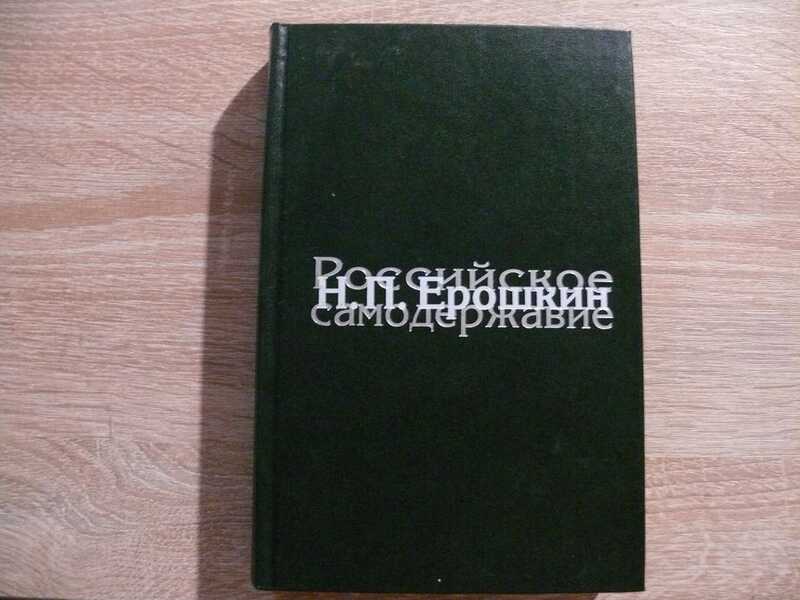 Российское
Н.П. Ерошкин
самодержавие